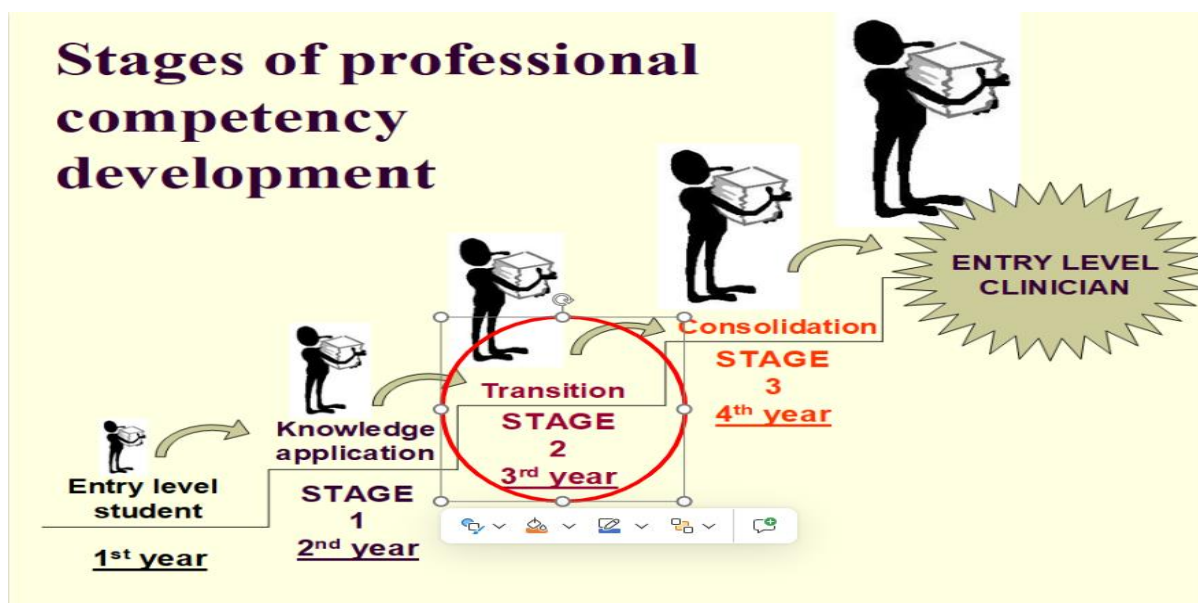 Stages of professional
competency
development
ENTRY LEVEL
CLINICIAN
Consolidation
STAGE
3
4th year
Transition
STAGE
2
3rd year
Knowledge
application
STAGE
1
2nd year
Entry level
student
1st year